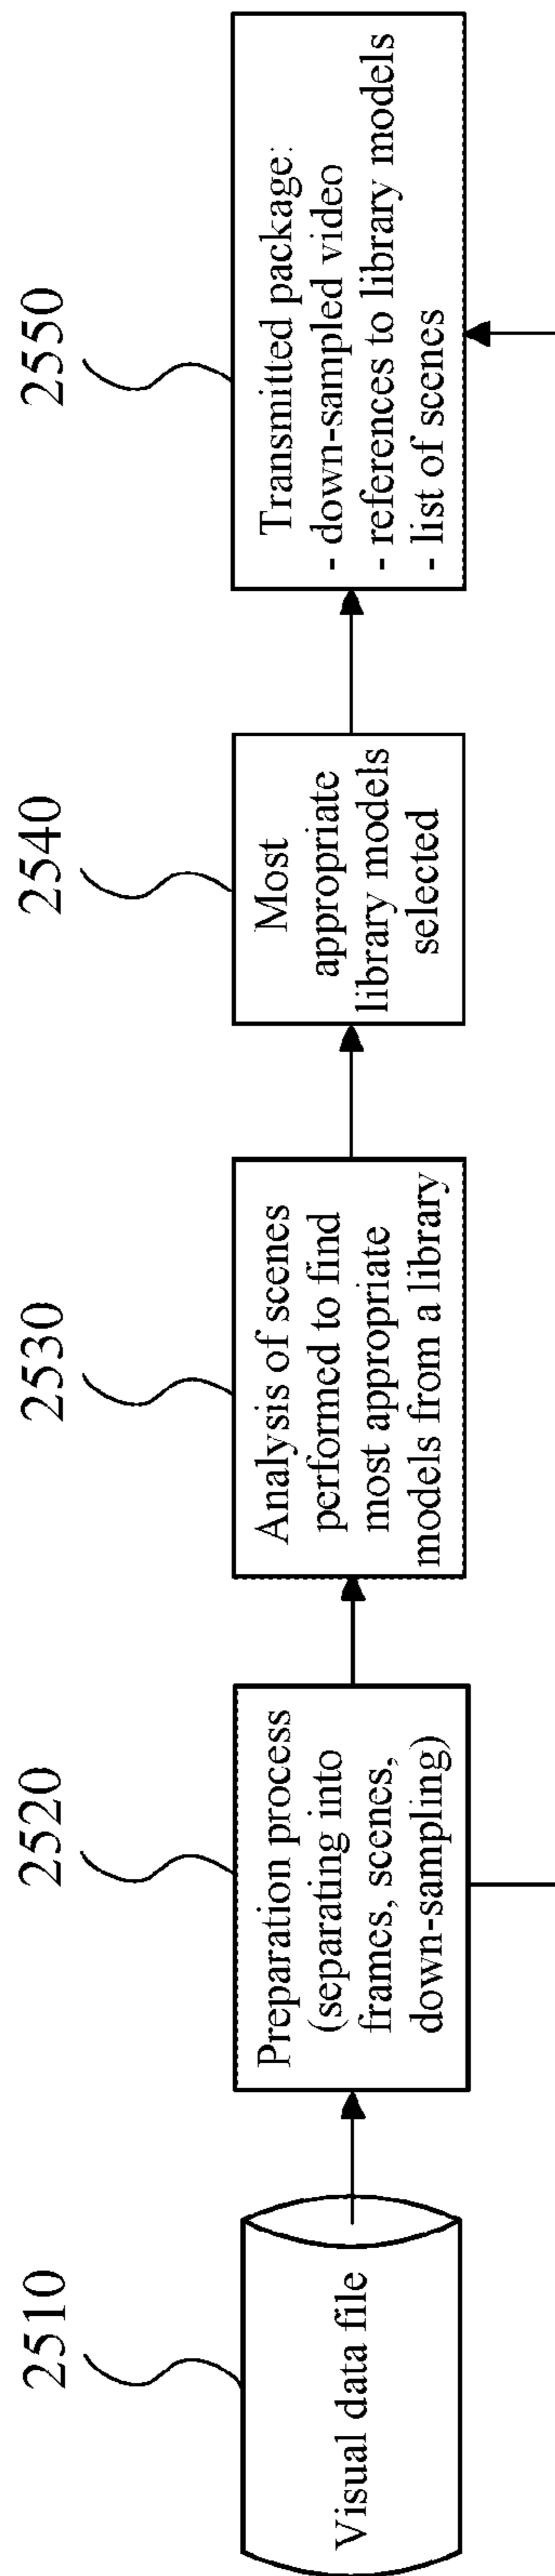 2510
Visual data file
2520
Preparation process
(separating into
frames, scenes,
down-sampling)
2530
Analysis of scenes
performed to find
most appropriate
models from a library
2540
Most
appropriate
library models
selected
2550
Transmitted package:
- down-sampled video
- references to library models
- list of scenes